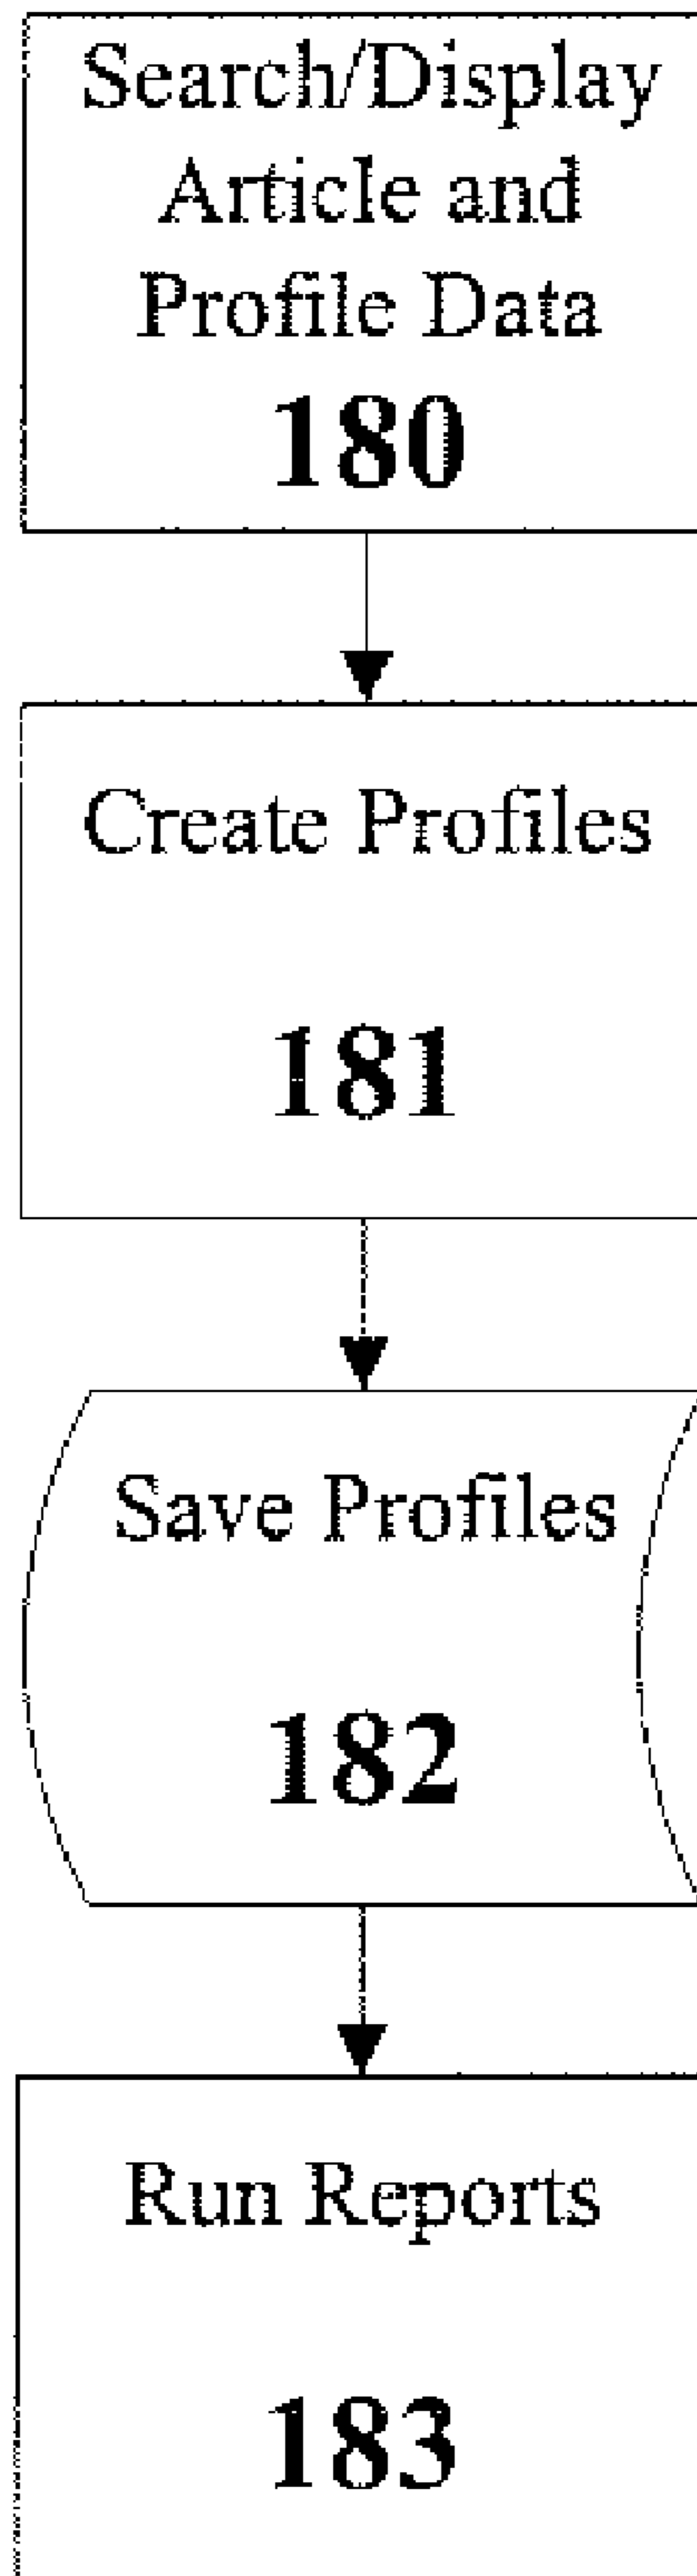 Search/Display
Article and
Profile Data
180
Create Profiles
181
Save Profiles
182
Run Reports
183